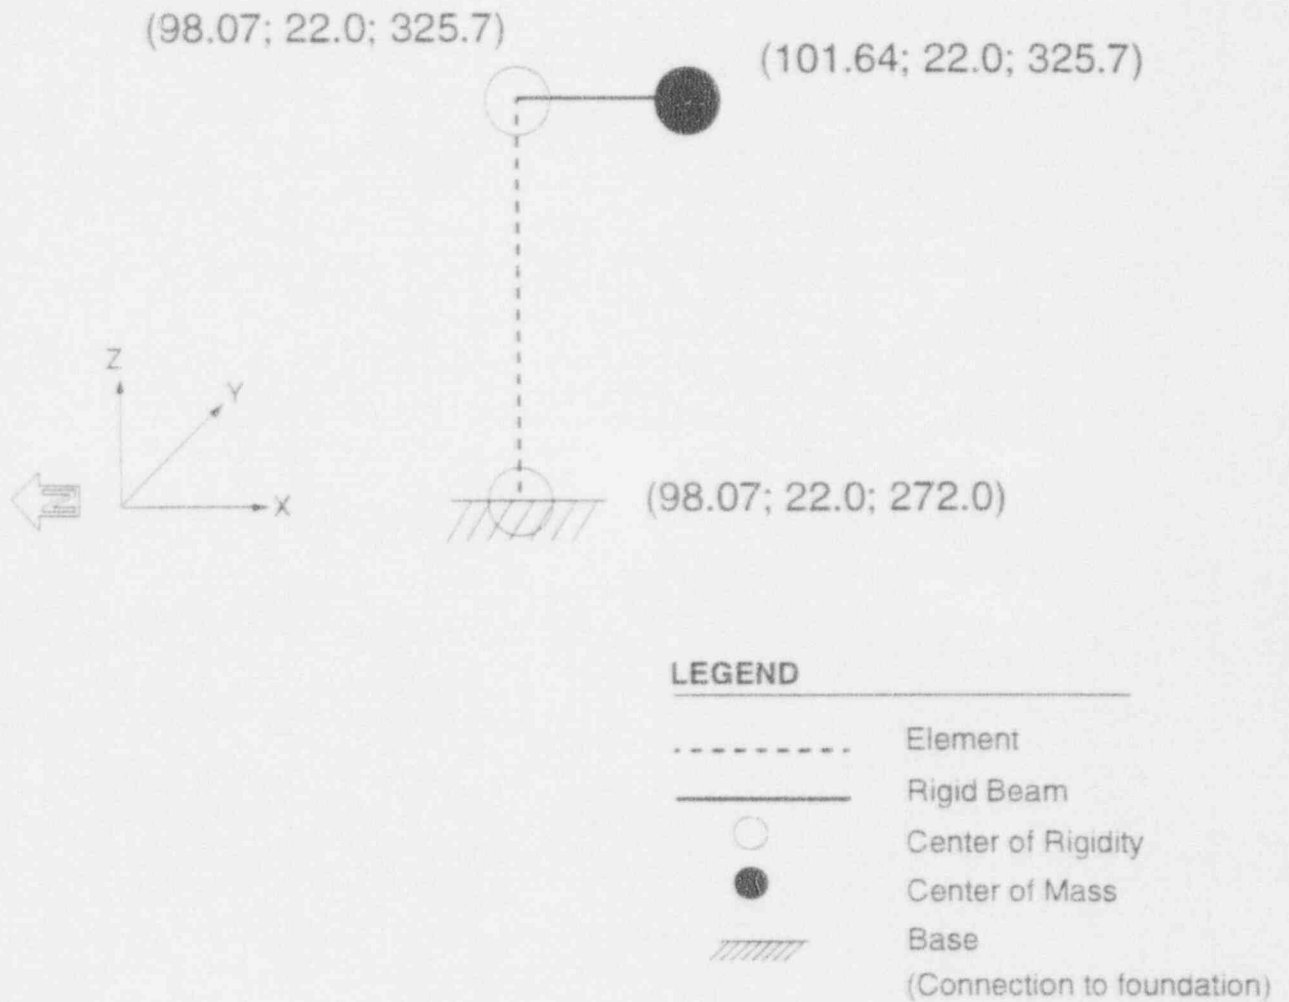 (98.07; 22.0; 325.7)
(101.64; 22.0; 325.7)
Z
Y
N
X
(98.07; 22.0; 272.0)
LEGEND
Element
Rigid Beam
Center of Rigidity
Center of Mass
Base
(Connection to foundation)